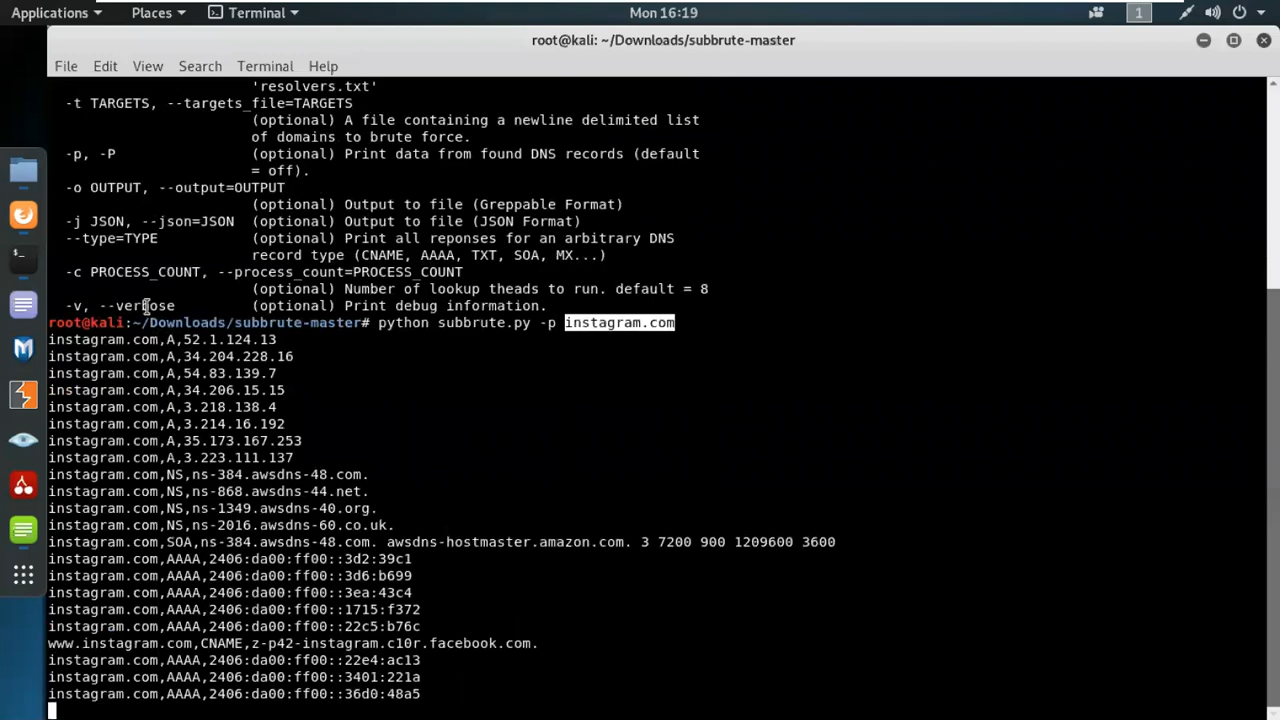 Applications Places Terminal Mon 16:19 1
root@kali: ~/Downloads/subbrute-master
File Edit View Search Terminal Help
'resolvers.txt'
-t TARGETS, --targets_file=TARGETS
(optional) A file containing a newline delimited list
of domains to brute force.
-p, -P (optional) Print data from found DNS records (default
= off).
-o OUTPUT, --output=OUTPUT
(optional) Output to file (Greppable Format)
-j JSON, --json=JSON (optional) Output to file (JSON Format)
--type=TYPE (optional) Print all reponses for an arbitrary DNS
record type (CNAME, AAAA, TXT, SOA, MX...)
-c PROCESS_COUNT, --process_count=PROCESS_COUNT
(optional) Number of lookup theads to run. default = 8
-v, --verbose (optional) Print debug information.
root@kali:~/Downloads/subbrute-master# python subbrute.py -p instagram.com
instagram.com,A,52.1.124.13
instagram.com,A,34.204.228.16
instagram.com,A,54.83.139.7
instagram.com,A,34.206.15.15
instagram.com,A,3.218.138.4
instagram.com,A,3.214.16.192
instagram.com,A,35.173.167.253
instagram.com,A,3.223.111.137
instagram.com,NS,ns-384.awsdns-48.com.
instagram.com,NS,ns-868.awsdns-44.net.
instagram.com,NS,ns-1349.awsdns-40.org.
instagram.com,NS,ns-2016.awsdns-60.co.uk.
instagram.com,SOA,ns-384.awsdns-48.com. awsdns-hostmaster.amazon.com. 3 7200 900 1209600 3600
instagram.com,AAAA,2406:da00:ff00::3d2:39c1
instagram.com,AAAA,2406:da00:ff00::3d6:b699
instagram.com,AAAA,2406:da00:ff00::3ea:43c4
instagram.com,AAAA,2406:da00:ff00::1715:f372
instagram.com,AAAA,2406:da00:ff00::22c5:b76c
www.instagram.com,CNAME,z-p42-instagram.c10r.facebook.com.
instagram.com,AAAA,2406:da00:ff00::22e4:ac13
instagram.com,AAAA,2406:da00:ff00::3401:221a
instagram.com,AAAA,2406:da00:ff00::36d0:48a5